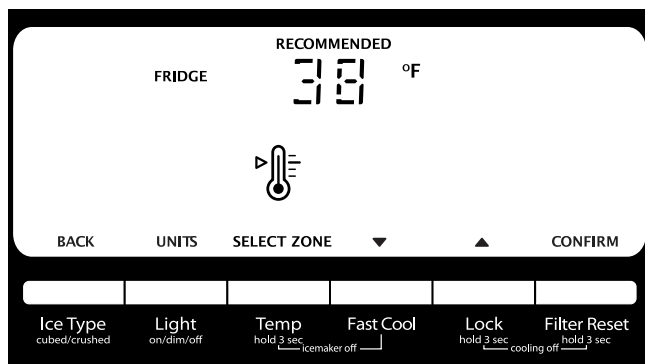 RECOMMENDED
FRIDGE 38 °F
BACK UNITS SELECT ZONE ▼ ▲ CONFIRM
Ice Type Light Temp Fast Cool Lock Filter Reset
cubed/crushed on/dim/off hold 3 sec hold 3 sec hold 3 sec
icemaker off cooling off